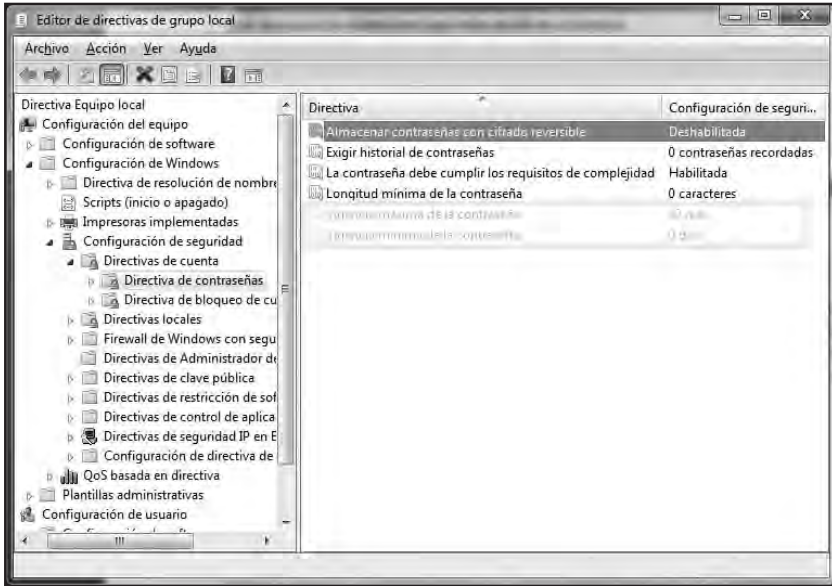 Editor de directivas de grupo local
Archivo Acción Ver Ayuda
Directiva Equipo local
Configuración del equipo
Configuración de software
Configuración de Windows
Directiva de resolución de nombre
Scripts (inicio o apagado)
Impresoras implementadas
Configuración de seguridad
Directivas de cuenta
Directiva de contraseñas
Directiva de bloqueo de cu
Directivas locales
Firewall de Windows con segu
Directivas de Administrador de
Directivas de clave pública
Directivas de restricción de sof
Directivas de control de aplica
Directivas de seguridad IP en E
Configuración de directiva de
QoS basada en directiva
Plantillas administrativas
Configuración de usuario
Directiva Configuración de seguri...
Almacenar contraseñas con cifrado reversible Deshabilitada
Exigir historial de contraseñas 0 contraseñas recordadas
La contraseña debe cumplir los requisitos de complejidad Habilitada
Longitud mínima de la contraseña 0 caracteres
de la contraseña